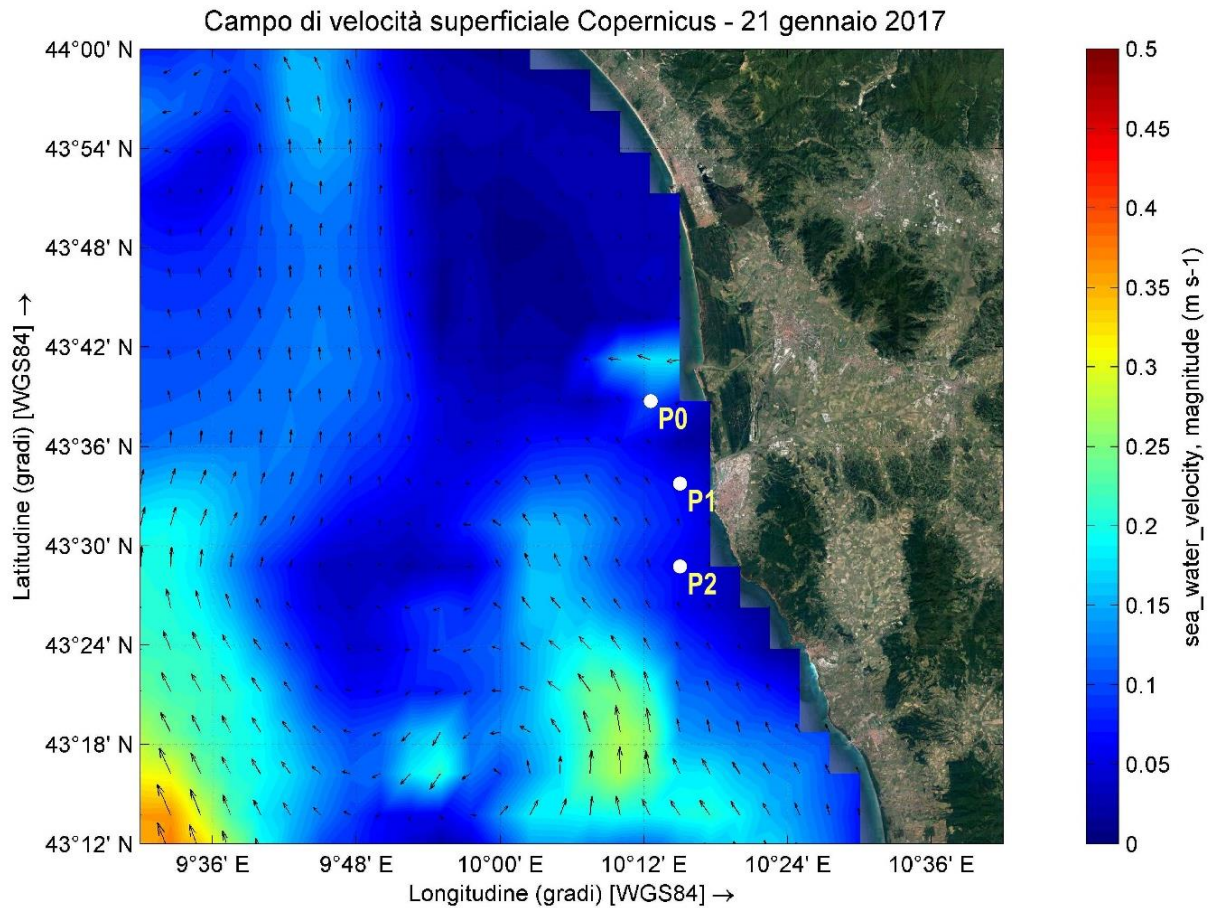 Campo di velocità superficiale Copernicus - 21 gennaio 2017
44°00' N
43°54' N
43°48' N
43°42' N
43°36' N
43°30' N
43°24' N
43°18' N
43°12' N
Latitudine (gradi) [WGS84] →
P0
P1
P2
9°36' E
9°48' E
10°00' E
10°12' E
10°24' E
10°36' E
Longitudine (gradi) [WGS84] →
0.5
0.45
0.4
0.35
0.3
0.25
0.2
0.15
0.1
0.05
0
sea_water_velocity, magnitude (m s-1)